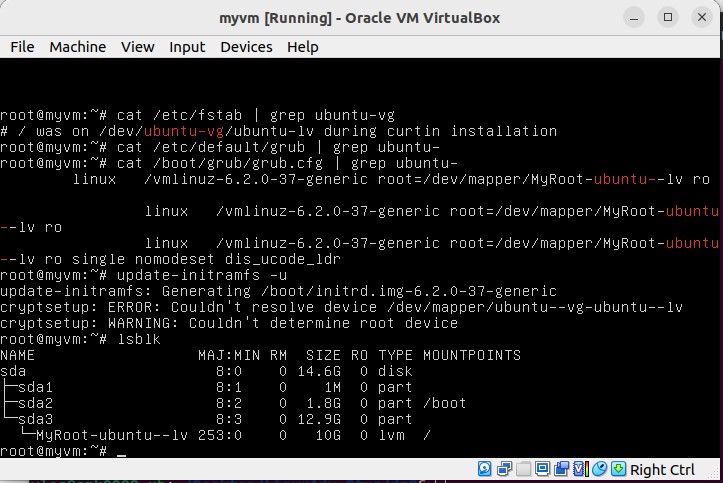 myvm [Running] - Oracle VM VirtualBox
File Machine View Input Devices Help
root@myvm:~# cat /etc/fstab | grep ubuntu-vg
# / was on /dev/ubuntu-vg/ubuntu-lv during curtin installation
root@myvm:~# cat /etc/default/grub | grep ubuntu-
root@myvm:~# cat /boot/grub/grub.cfg | grep ubuntu-
linux /vmlinuz-6.2.0-37-generic root=/dev/mapper/MyRoot-ubuntu--lv ro
linux /vmlinuz-6.2.0-37-generic root=/dev/mapper/MyRoot-ubuntu
--lv ro
linux /vmlinuz-6.2.0-37-generic root=/dev/mapper/MyRoot-ubuntu
--lv ro single nomodeset dis_ucode_ldr
root@myvm:~# update-initramfs -u
update-initramfs: Generating /boot/initrd.img-6.2.0-37-generic
cryptsetup: ERROR: Couldn't resolve device /dev/mapper/ubuntu--vg-ubuntu--lv
cryptsetup: WARNING: Couldn't determine root device
root@myvm:~# lsblk
NAME MAJ:MIN RM SIZE RO TYPE MOUNTPOINTS
sda 8:0 0 14.6G 0 disk
├─sda1 8:1 0 1M 0 part
├─sda2 8:2 0 1.8G 0 part /boot
└─sda3 8:3 0 12.9G 0 part
└─MyRoot-ubuntu--lv 253:0 0 10G 0 lvm /
root@myvm:~# _
Right Ctrl